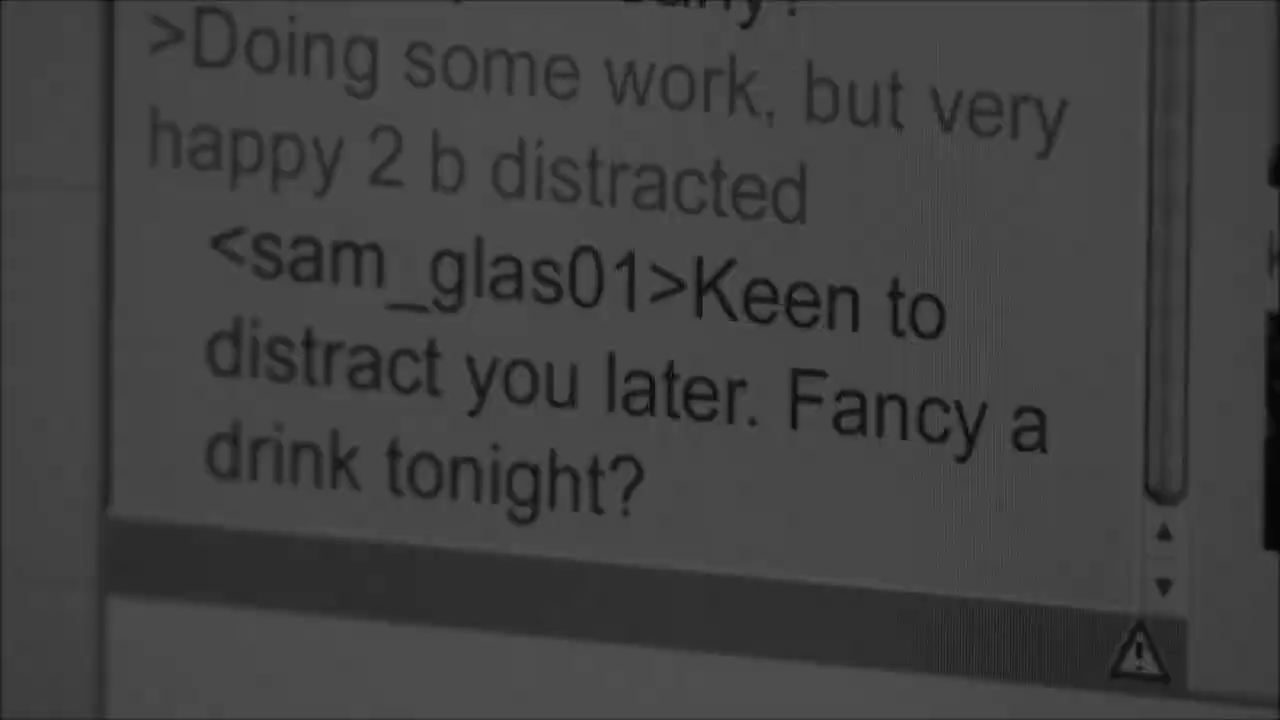 >Doing some work, but very
happy 2 b distracted
<sam_glas01>Keen to
distract you later. Fancy a
drink tonight?